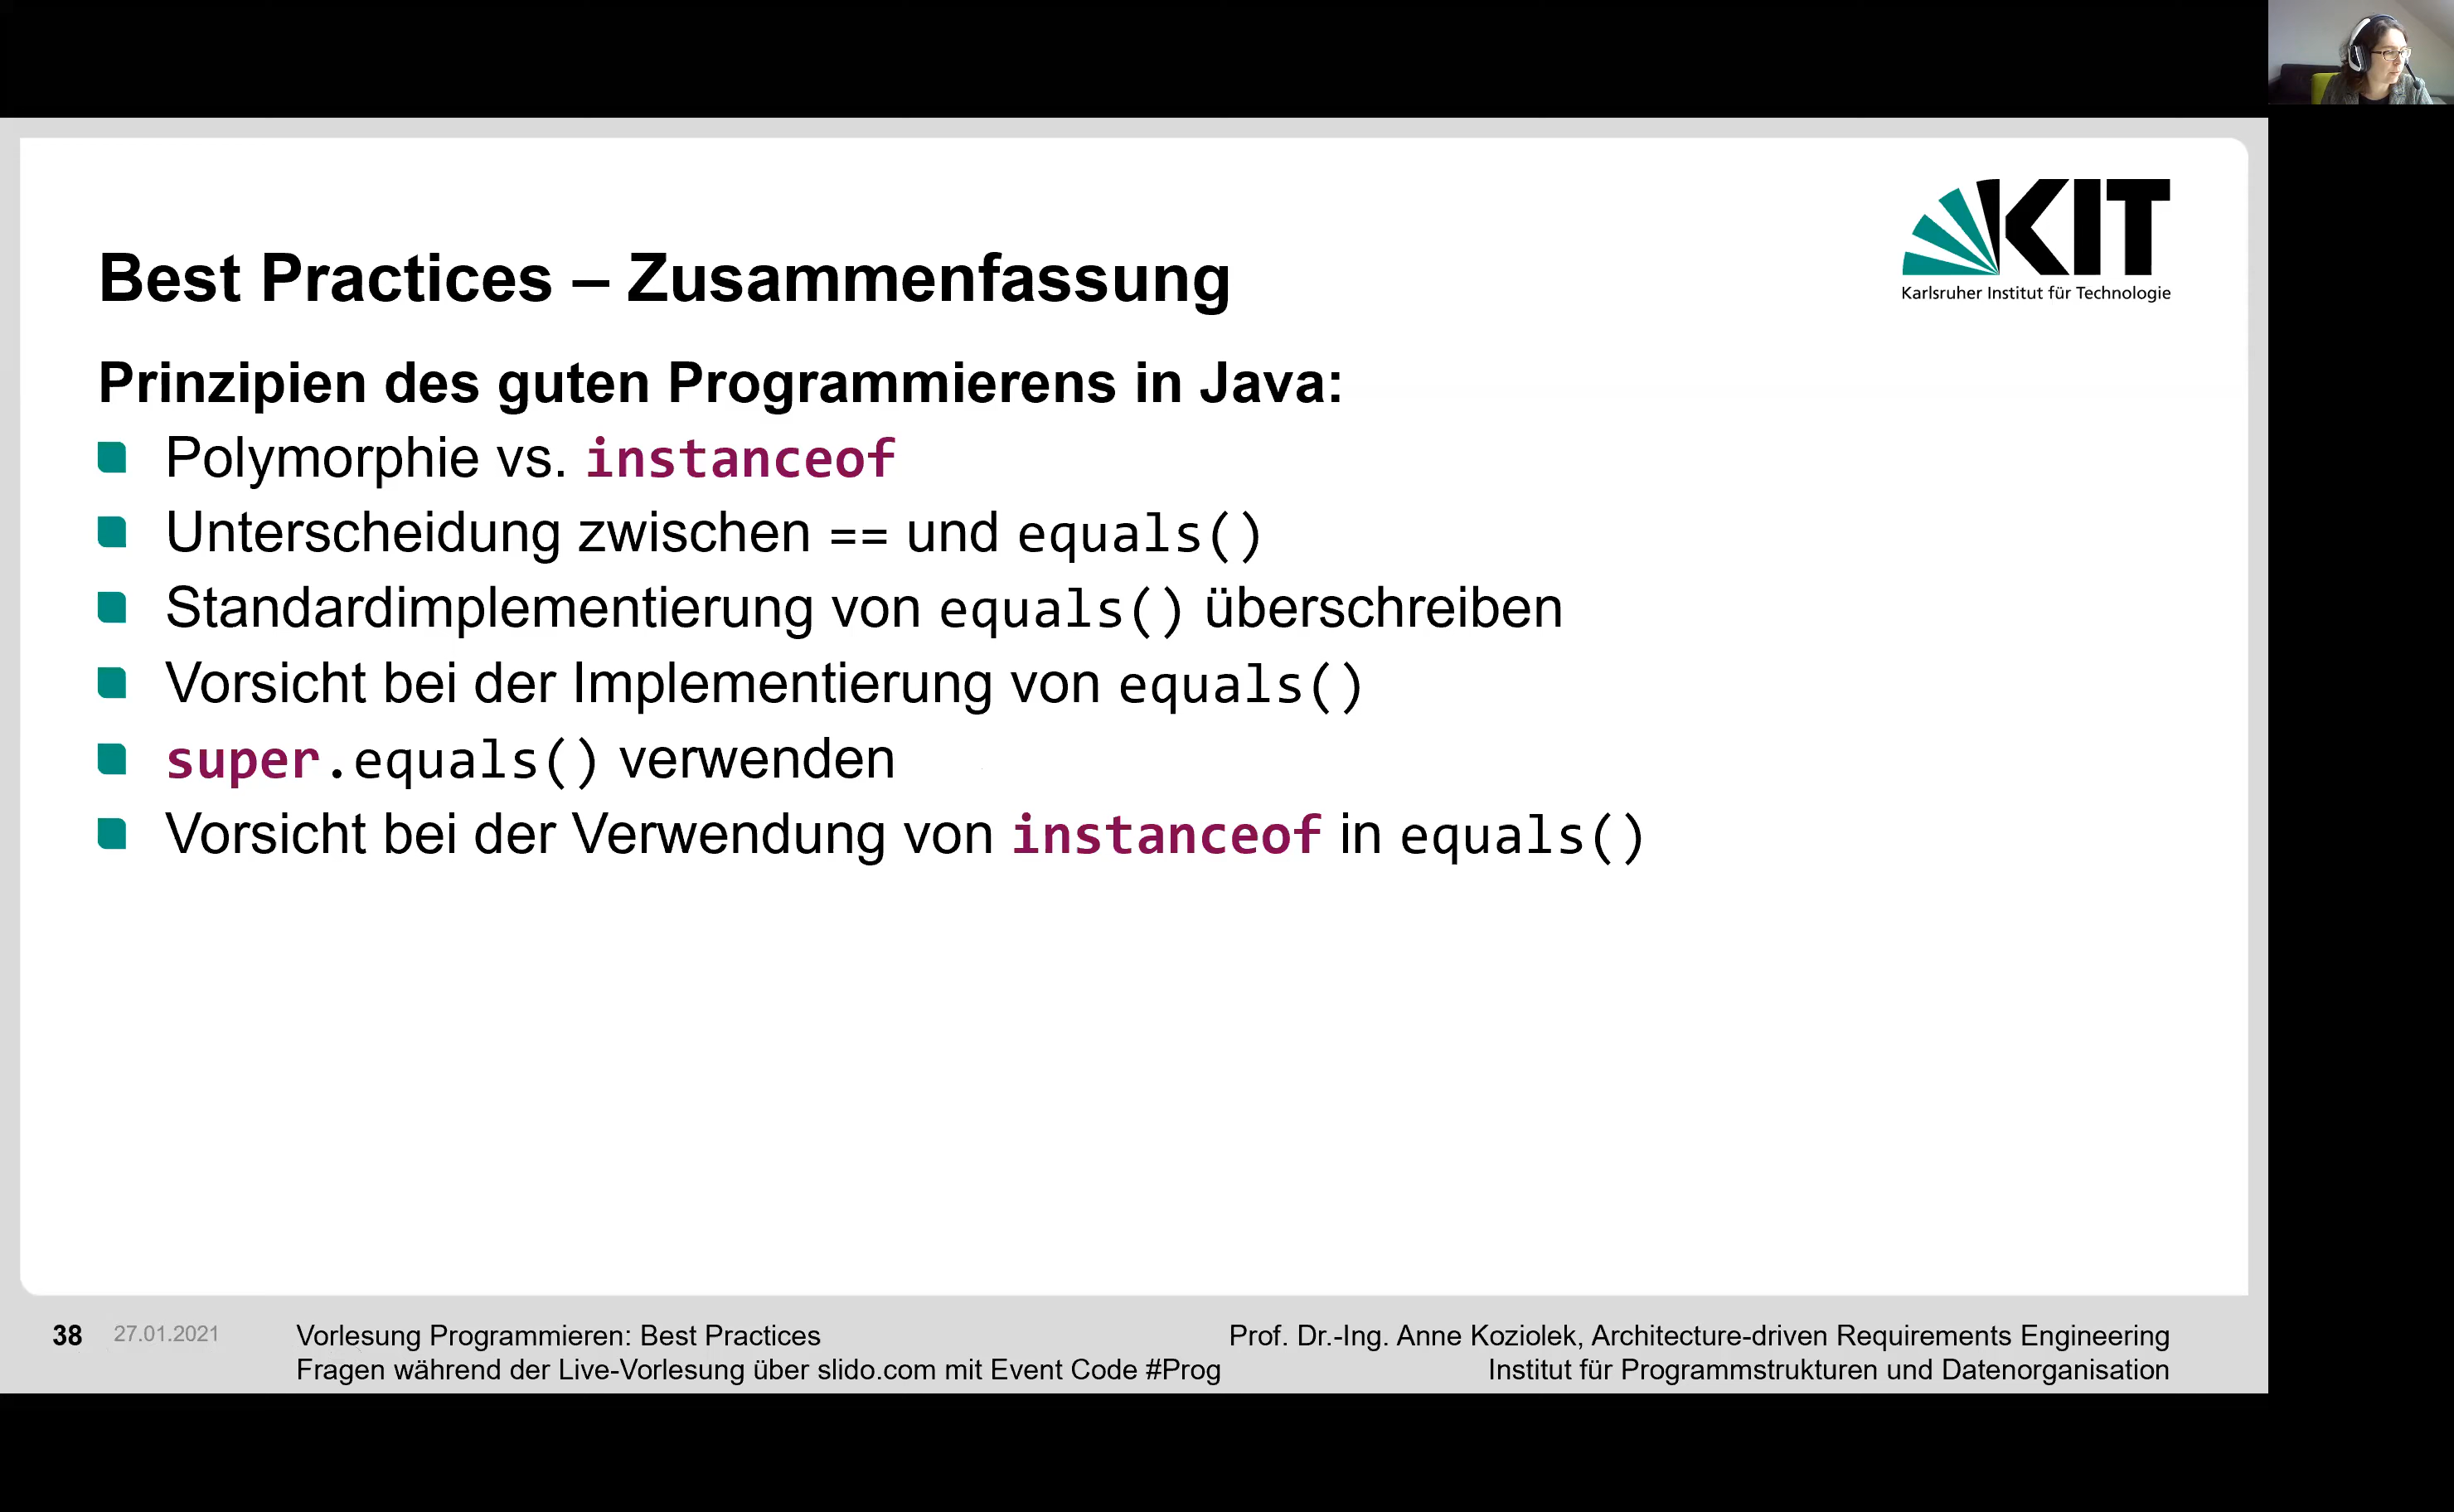 KIT
Karlsruher Institut für Technologie
Best Practices – Zusammenfassung
Prinzipien des guten Programmierens in Java:
Polymorphie vs. instanceof
Unterscheidung zwischen == und equals()
Standardimplementierung von equals() überschreiben
Vorsicht bei der Implementierung von equals()
super.equals() verwenden
Vorsicht bei der Verwendung von instanceof in equals()
38 27.01.2021
Vorlesung Programmieren: Best Practices
Fragen während der Live-Vorlesung über slido.com mit Event Code #Prog
Prof. Dr.-Ing. Anne Koziolek, Architecture-driven Requirements Engineering
Institut für Programmstrukturen und Datenorganisation